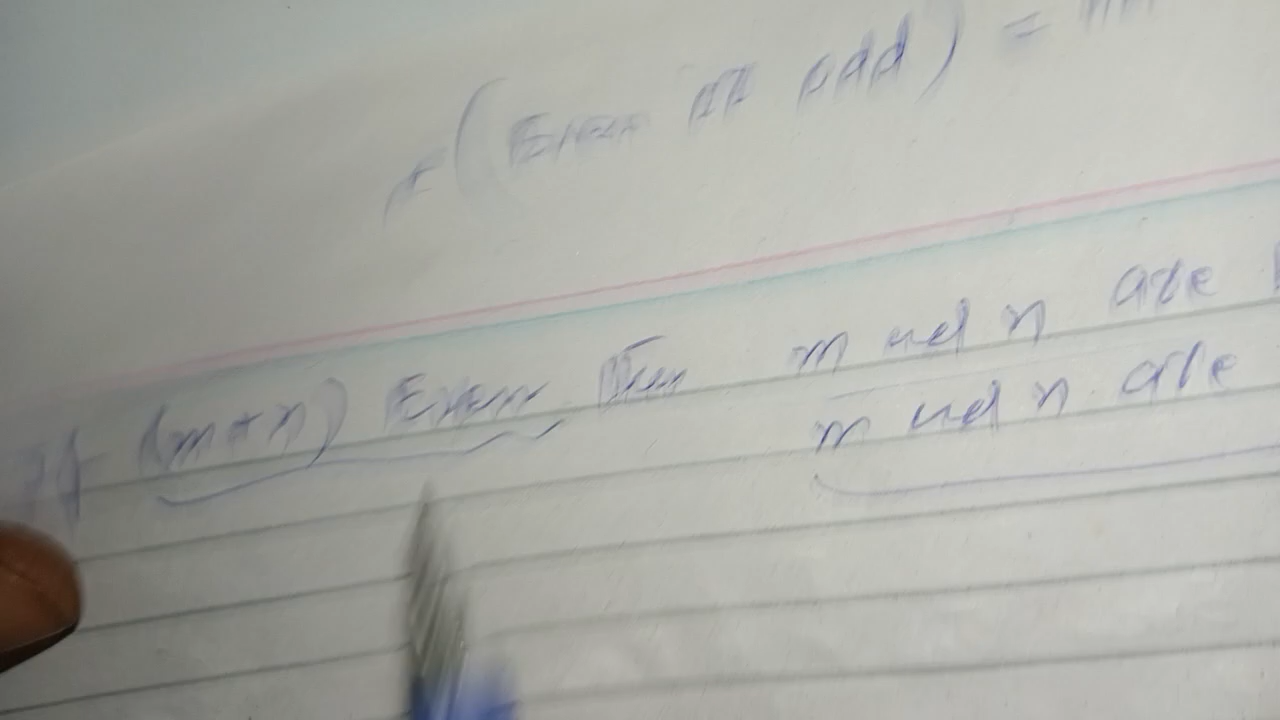 (Even or odd) =
If (m+n) Even then m and n are
m and n are